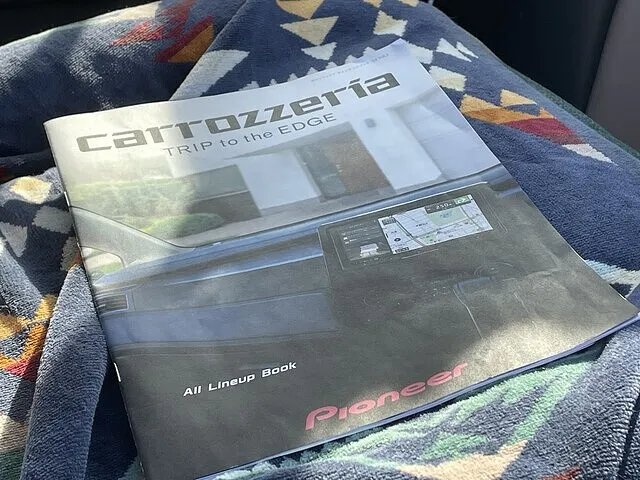 carrozzeria
TRIP to the EDGE
All Lineup Book
Pioneer